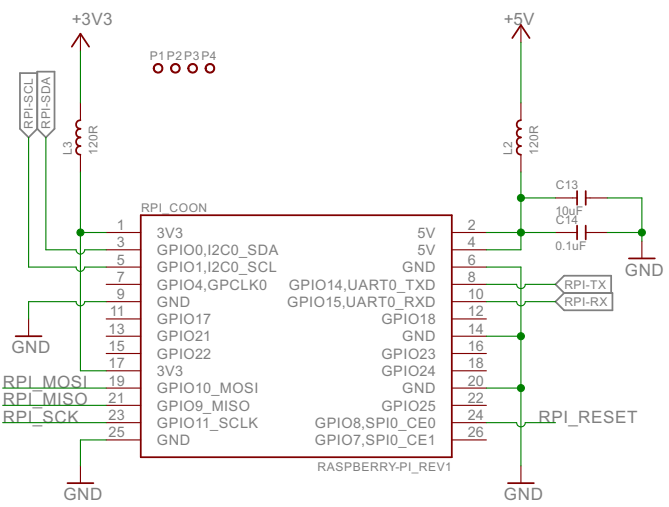 +3V3
+5V
P1 P2 P3 P4
RPI-SCL
RPI-SDA
L3
120R
L2
120R
C13
10uF
C14
0.1uF
GND
RPI_COON
1 3V3 5V 2
3 GPIO0,I2C0_SDA 5V 4
5 GPIO1,I2C0_SCL GND 6
7 GPIO4,GPCLK0 GPIO14,UART0_TXD 8 RPI-TX
9 GND GPIO15,UART0_RXD 10 RPI-RX
11 GPIO17 GPIO18 12
13 GPIO21 GND 14
GND
15 GPIO22 GPIO23 16
17 3V3 GPIO24 18
RPI_MOSI 19 GPIO10_MOSI GND 20
RPI_MISO 21 GPIO9_MISO GPIO25 22
RPI_SCK 23 GPIO11_SCLK GPIO8,SPI0_CE0 24 RPI_RESET
25 GND GPIO7,SPI0_CE1 26
RASPBERRY-PI_REV1
GND
GND